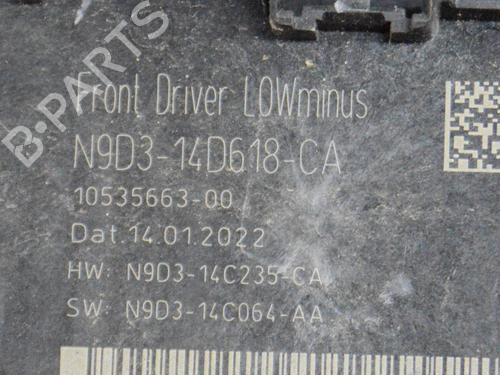 B-PARTS
Front Driver LOWminus
N9D3-14D618-CA
10535663-00
Dat.14.01.2022
HW: N9D3-14C235-CA
SW: N9D3-14C064-AA